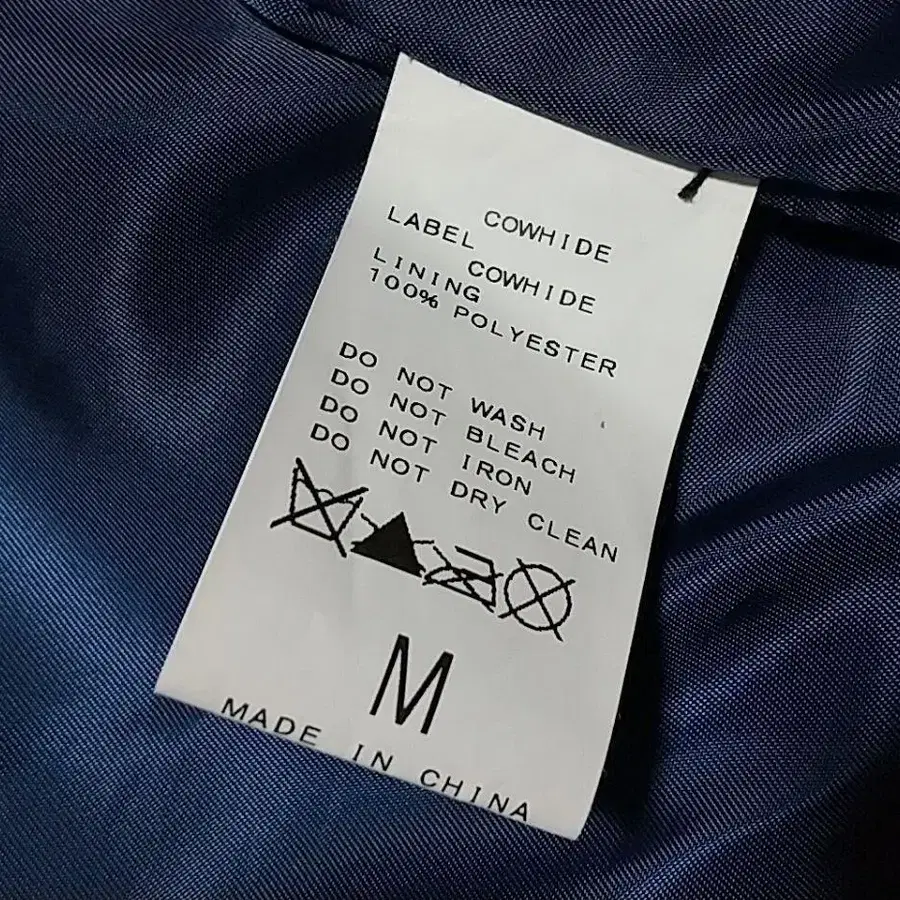 COWHIDE
LABEL
COWHIDE
LINING
100% POLYESTER
DO NOT WASH
DO NOT BLEACH
DO NOT IRON
DO NOT DRY CLEAN
M
MADE IN CHINA